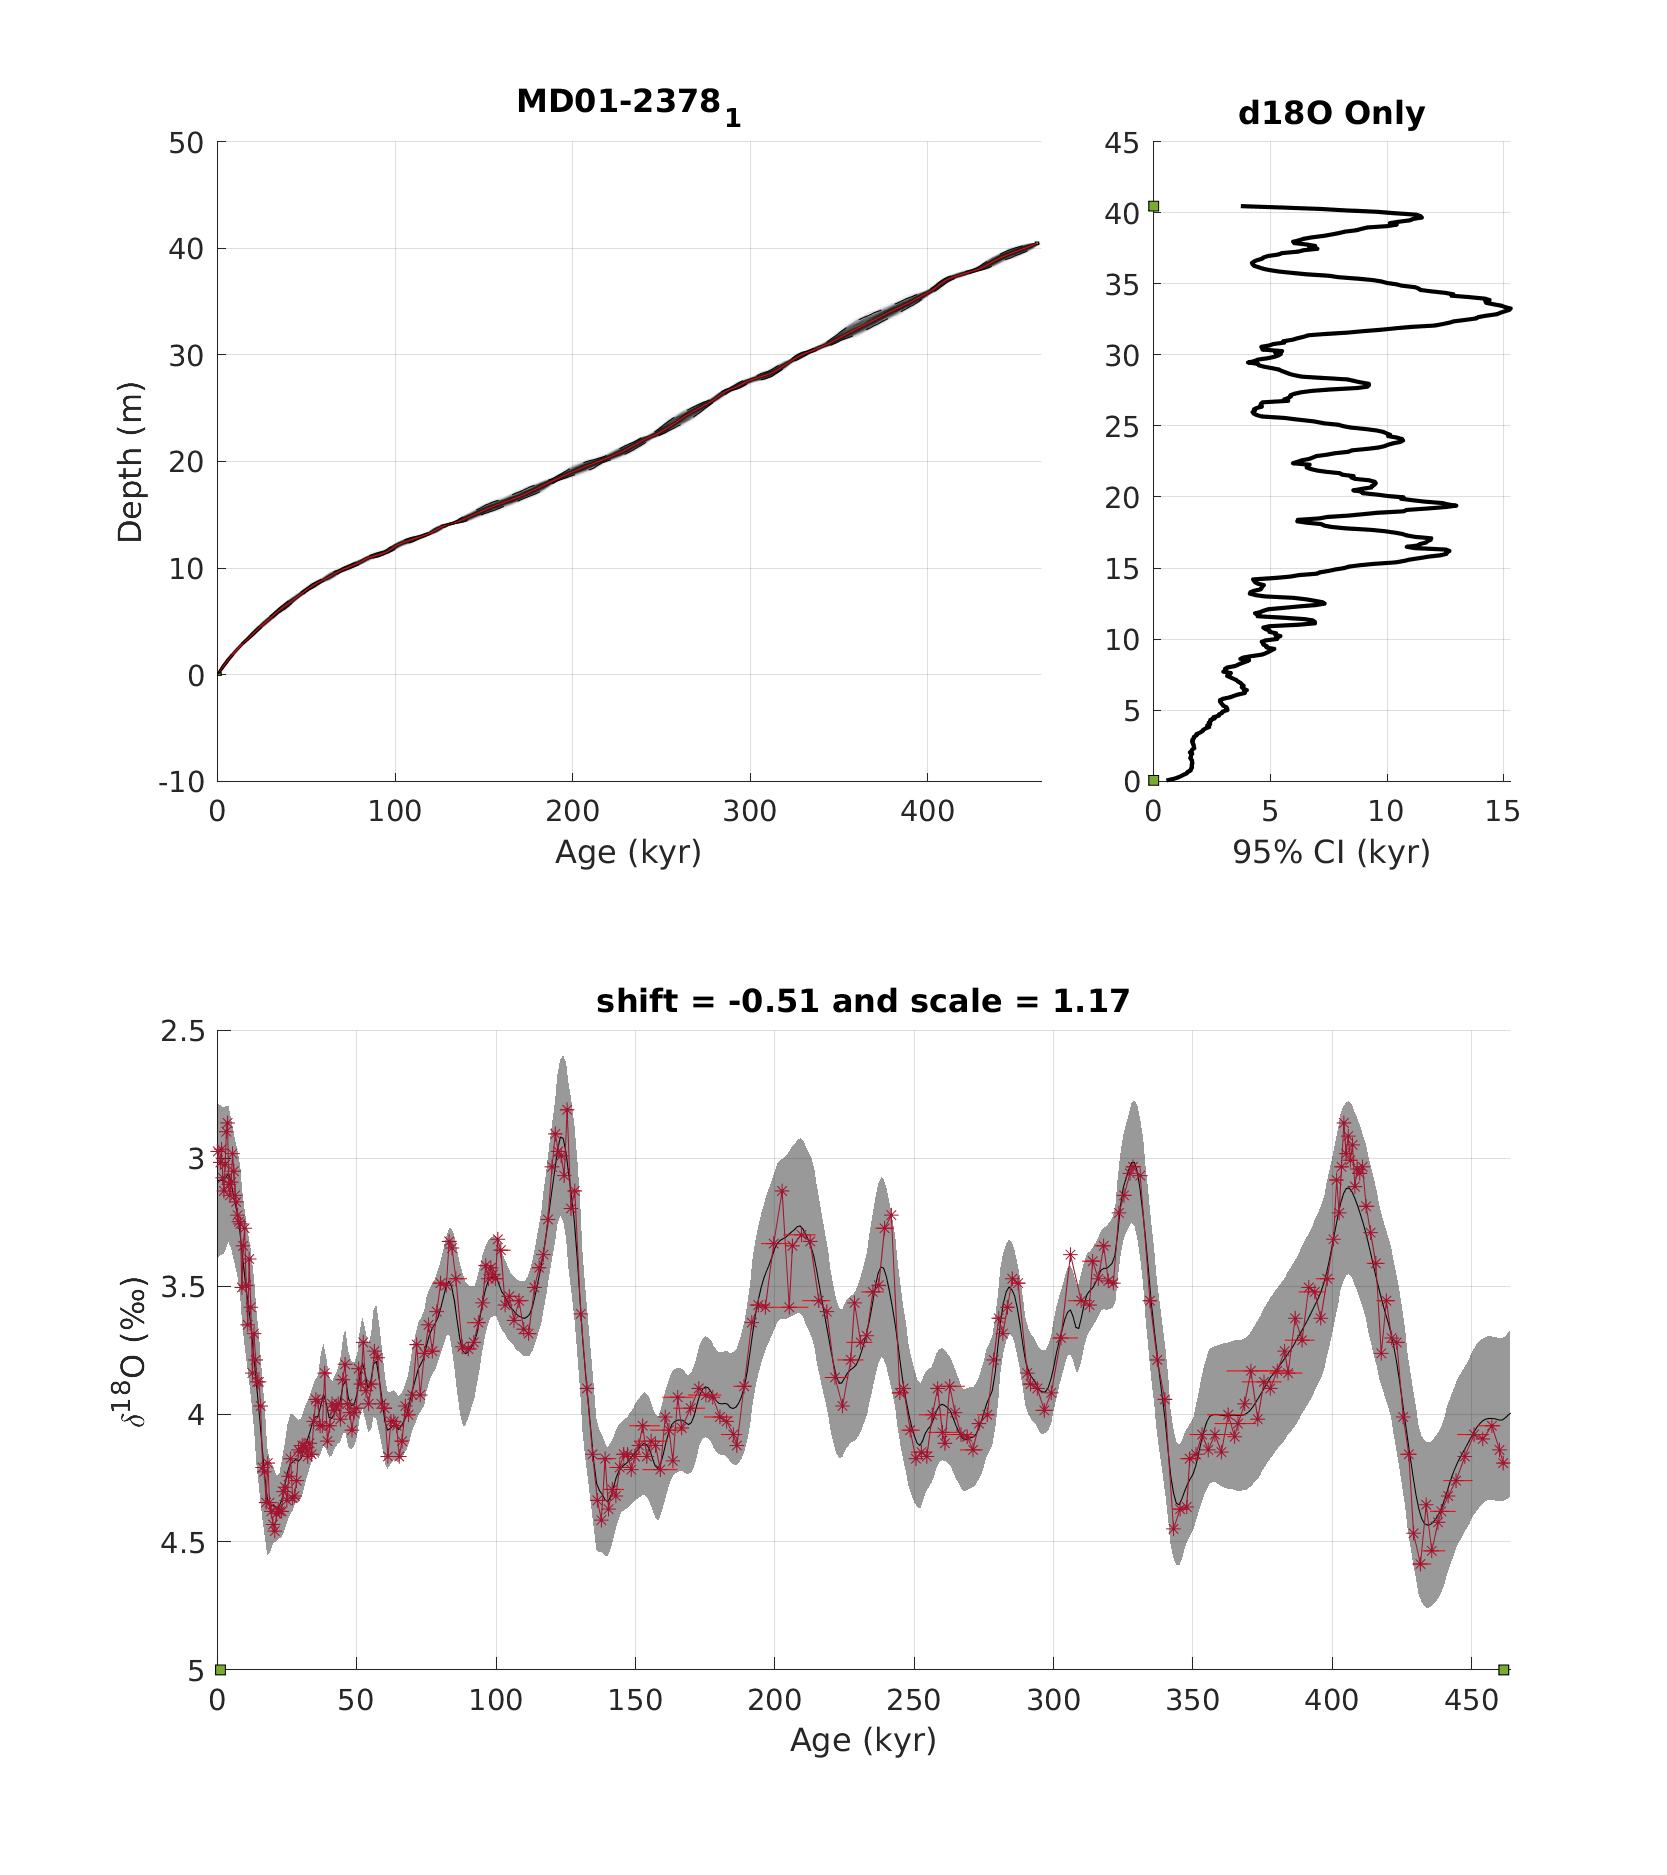 MD01-2378₁
50
40
30
20
10
0
-10
0 100 200 300 400
Depth (m)
Age (kyr)
d18O Only
45
40
35
30
25
20
15
10
5
0
0 5 10 15
95% CI (kyr)
shift = -0.51 and scale = 1.17
2.5
3
3.5
4
4.5
5
0 50 100 150 200 250 300 350 400 450
δ¹⁸O (‰)
Age (kyr)